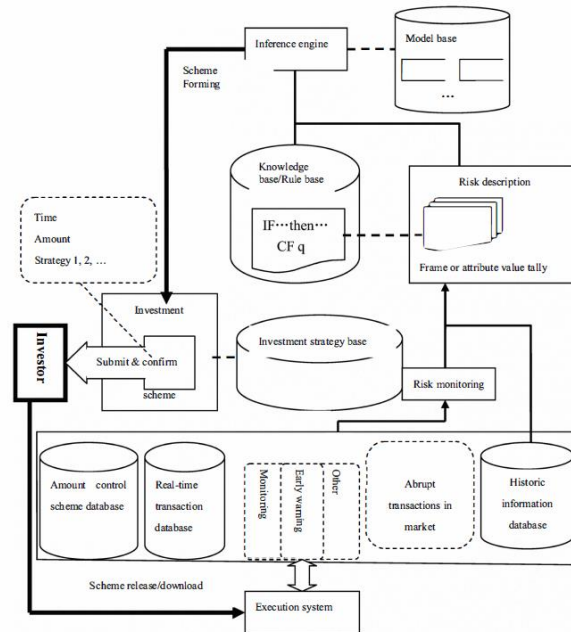 Inference engine
Model base
...
Scheme
Forming
Knowledge
base/Rule base
IF…then…
CF q
Risk description
Frame or attribute value tally
Time
Amount
Strategy 1, 2, …
Investment
Submit & confirm
scheme
Investor
Investment strategy base
Risk monitoring
Amount control
scheme database
Real-time
transaction
database
Monitoring
Early warning
Other
Abrupt
transactions in
market
Historic
information
database
Scheme release/download
Execution system